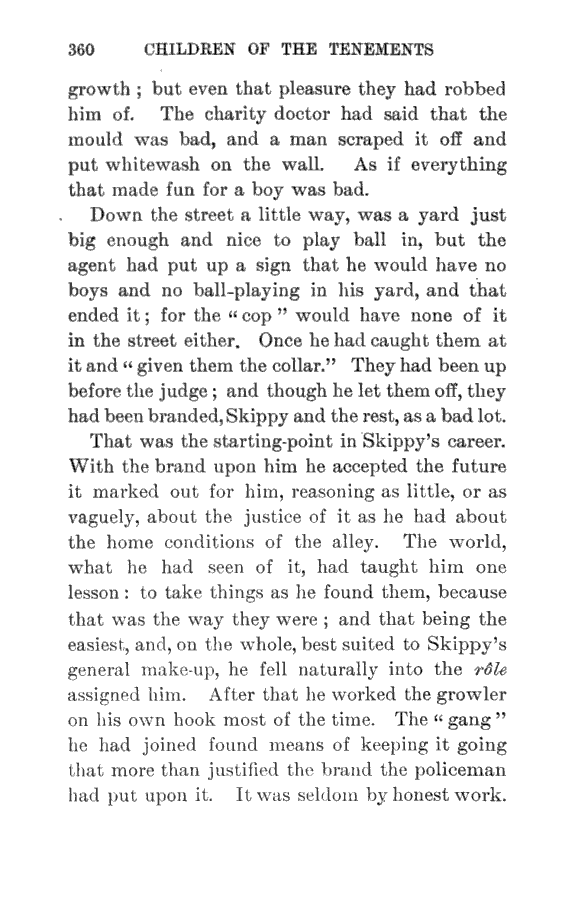 360 CHILDREN OF THE TENEMENTS
growth ; but even that pleasure they had robbed
him of. The charity doctor had said that the
mould was bad, and a man scraped it off and
put whitewash on the wall. As if everything
that made fun for a boy was bad.
Down the street a little way, was a yard just
big enough and nice to play ball in, but the
agent had put up a sign that he would have no
boys and no ball-playing in his yard, and that
ended it ; for the “ cop ” would have none of it
in the street either. Once he had caught them at
it and “ given them the collar.” They had been up
before the judge ; and though he let them off, they
had been branded, Skippy and the rest, as a bad lot.
That was the starting-point in Skippy’s career.
With the brand upon him he accepted the future
it marked out for him, reasoning as little, or as
vaguely, about the justice of it as he had about
the home conditions of the alley. The world,
what he had seen of it, had taught him one
lesson : to take things as he found them, because
that was the way they were ; and that being the
easiest, and, on the whole, best suited to Skippy’s
general make-up, he fell naturally into the rôle
assigned him. After that he worked the growler
on his own hook most of the time. The “ gang ”
he had joined found means of keeping it going
that more than justified the brand the policeman
had put upon it. It was seldom by honest work.